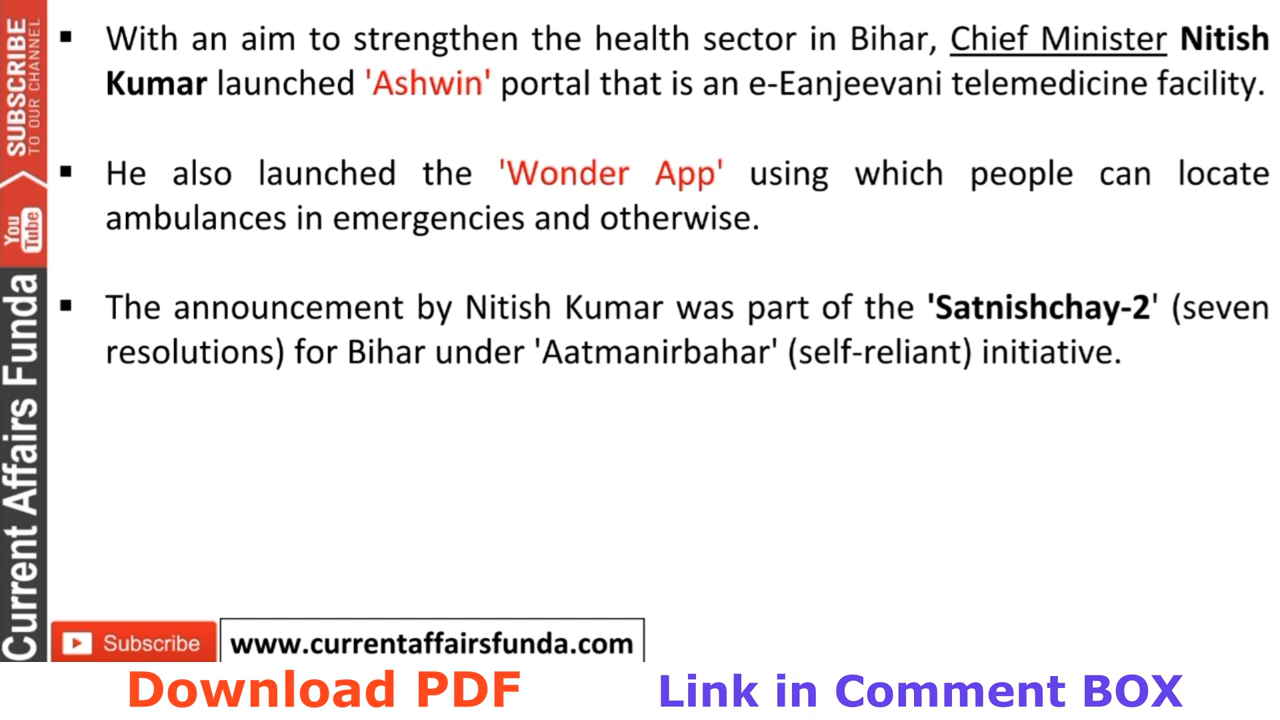 ▪ With an aim to strengthen the health sector in Bihar, Chief Minister Nitish
Kumar launched 'Ashwin' portal that is an e-Eanjeevani telemedicine facility.
▪ He also launched the 'Wonder App' using which people can locate
ambulances in emergencies and otherwise.
▪ The announcement by Nitish Kumar was part of the 'Satnishchay-2' (seven
resolutions) for Bihar under 'Aatmanirbahar' (self-reliant) initiative.
SUBSCRIBE
TO OUR CHANNEL
You
Tube
Current Affairs Funda
Subscribe
www.currentaffairsfunda.com
Download PDF
Link in Comment BOX